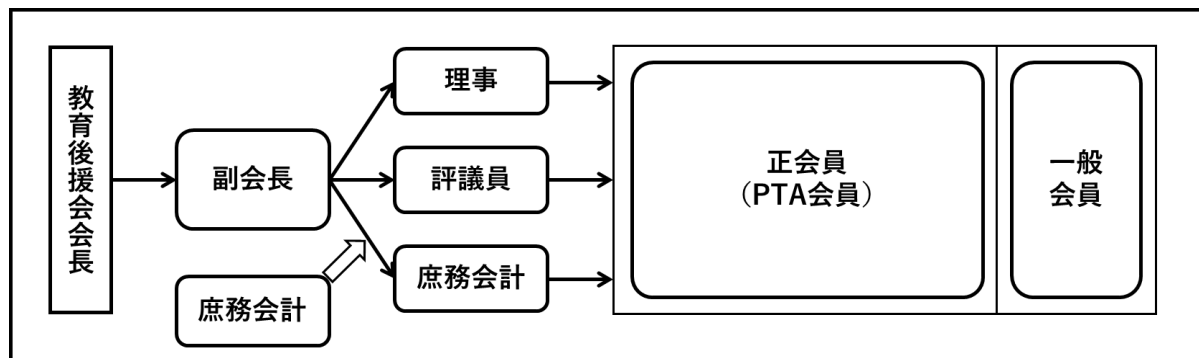 教育後援会会長
副会長
庶務会計
理事
評議員
庶務会計
正会員
（PTA会員）
一般
会員